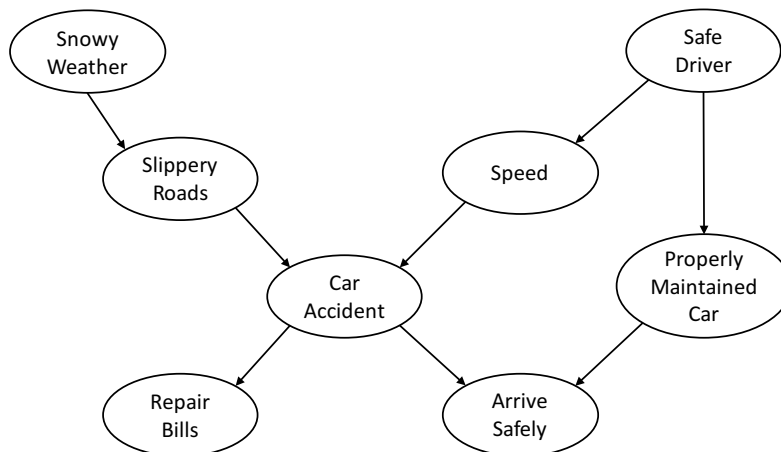 Snowy
Weather
Safe
Driver
Slippery
Roads
Speed
Properly
Maintained
Car
Car
Accident
Repair
Bills
Arrive
Safely